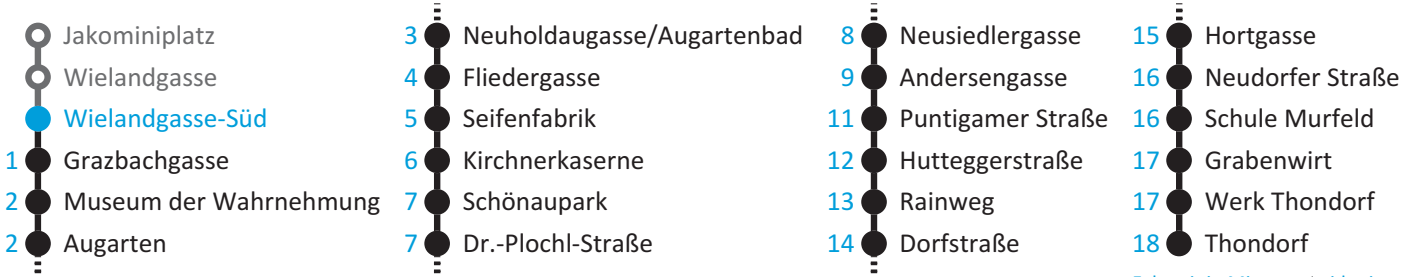 Jakominiplatz
Wielandgasse
Wielandgasse-Süd
1 Grazbachgasse
2 Museum der Wahrnehmung
2 Augarten
3 Neuholdaugasse/Augartenbad
4 Fliedergasse
5 Seifenfabrik
6 Kirchnerkaserne
7 Schönaupark
7 Dr.-Plochl-Straße
8 Neusiedlergasse
9 Andersengasse
11 Puntigamer Straße
12 Hutteggerstraße
13 Rainweg
14 Dorfstraße
15 Hortgasse
16 Neudorfer Straße
16 Schule Murfeld
17 Grabenwirt
17 Werk Thondorf
18 Thondorf